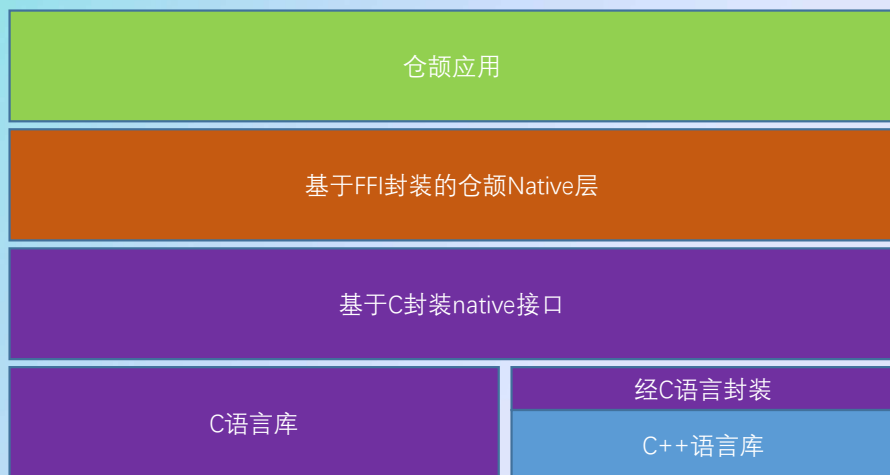 仓颉应用
基于FFI封装的仓颉Native层
基于C封装native接口
C语言库
经C语言封装
C++语言库